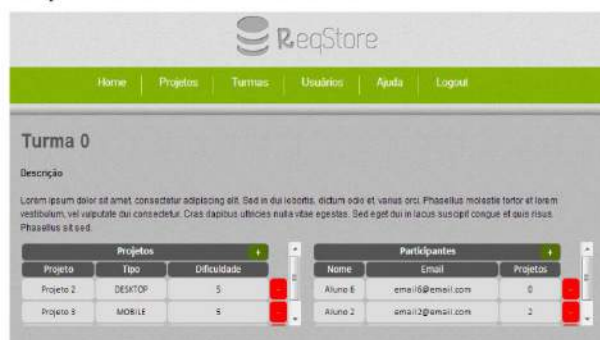 ReqStore
Home Projetos Turmas Usuários Ajuda Logout
Turma 0
Descrição
Lorem ipsum dolor sit amet, consectetur adipiscing elit. Sed in dui lobortis, dictum odio et, varius orci. Phasellus molestie tortor et lorem
vestibulum, vel vulputate dui consectetur. Cras dapibus ultricies nulla vitae egestas. Sed eget dui in lacus suscipit congue et quis risus.
Phasellus sit sed.
Projetos +
Projeto Tipo Dificuldade
Projeto 2 DESKTOP 5 -
Projeto 3 MOBILE
Participantes +
Nome Email Projetos
Aluno 6 email6@email.com 0 -
Aluno 2 email2@email.com 2